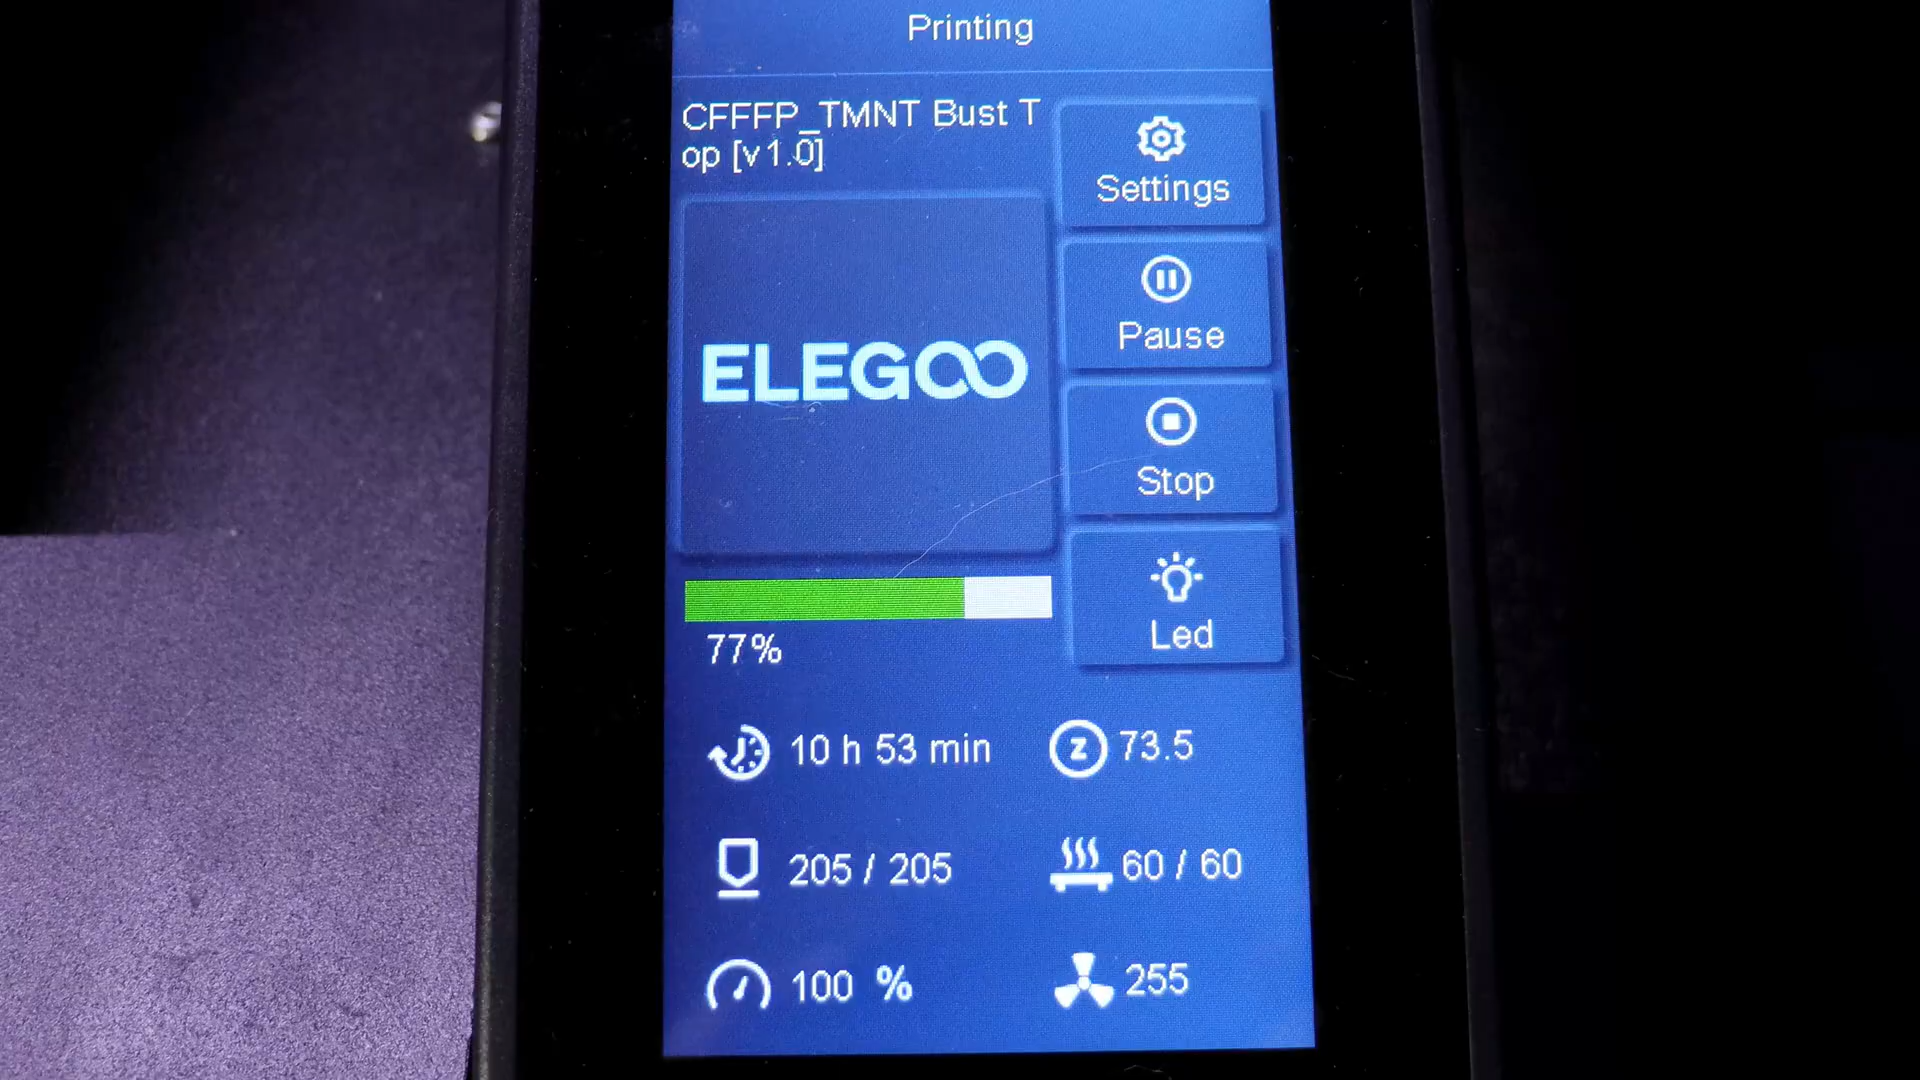 Printing
CFFFP_TMNT Bust T
op [v1.0]
Settings
Pause
ELEGOO
Stop
Led
77%
10 h 53 min
Z 73.5
205 / 205
60 / 60
100 %
255